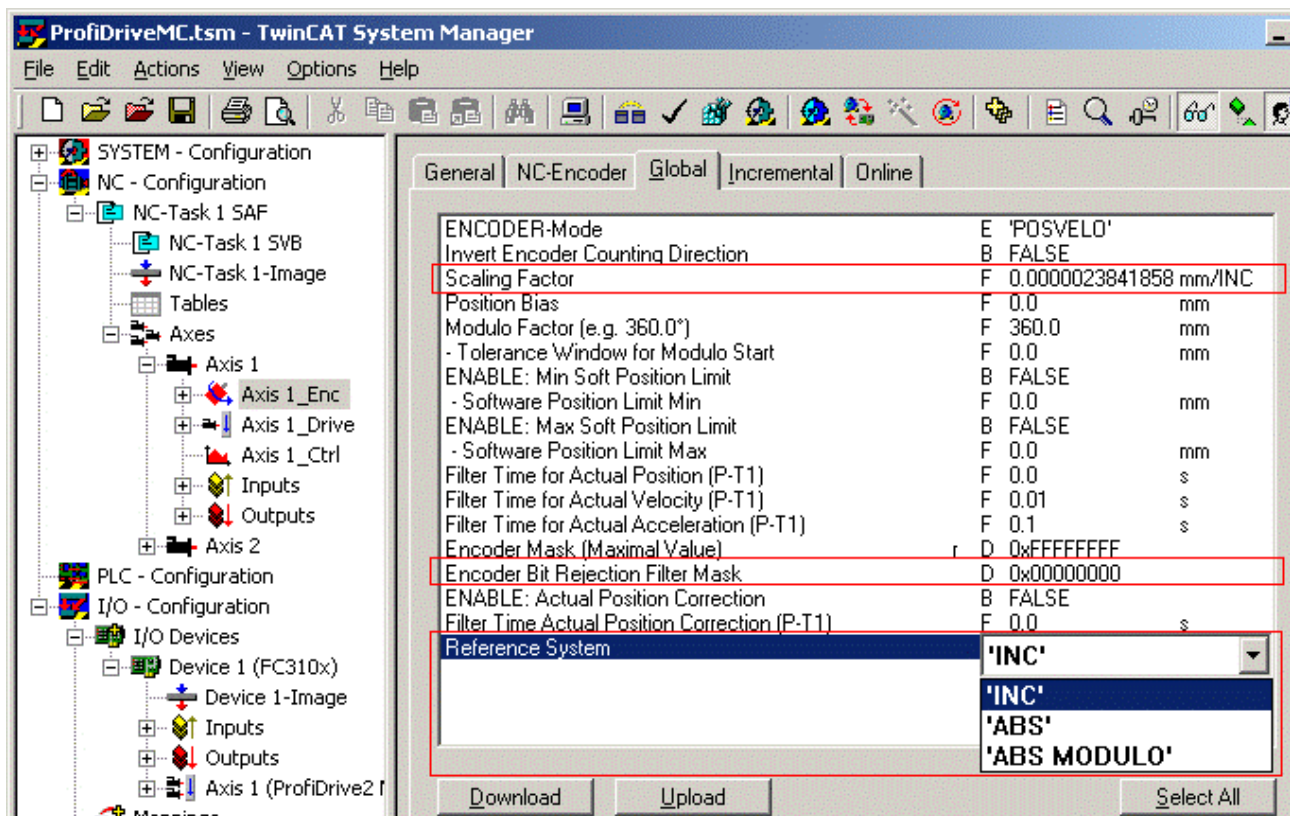 ProfiDriveMC.tsm - TwinCAT System Manager
File Edit Actions View Options Help
SYSTEM - Configuration
NC - Configuration
NC-Task 1 SAF
NC-Task 1 SVB
NC-Task 1-Image
Tables
Axes
Axis 1
Axis 1_Enc
Axis 1_Drive
Axis 1_Ctrl
Inputs
Outputs
Axis 2
PLC - Configuration
I/O - Configuration
I/O Devices
Device 1 (FC310x)
Device 1-Image
Inputs
Outputs
Axis 1 (ProfiDrive2
General NC-Encoder Global Incremental Online
ENCODER-Mode E 'POSVELO'
Invert Encoder Counting Direction B FALSE
Scaling Factor F 0.00000023841858 mm/INC
Position Bias F 0.0 mm
Modulo Factor (e.g. 360.0°) F 360.0 mm
- Tolerance Window for Modulo Start F 0.0 mm
ENABLE: Min Soft Position Limit B FALSE
- Software Position Limit Min F 0.0 mm
ENABLE: Max Soft Position Limit B FALSE
- Software Position Limit Max F 0.0 mm
Filter Time for Actual Position (P-T1) F 0.0 s
Filter Time for Actual Velocity (P-T1) F 0.01 s
Filter Time for Actual Acceleration (P-T1) F 0.1 s
Encoder Mask (Maximal Value) r D 0xFFFFFFFF
Encoder Bit Rejection Filter Mask D 0x00000000
ENABLE: Actual Position Correction B FALSE
Filter Time Actual Position Correction (P-T1) F 0.0 s
Reference System 'INC'
'INC'
'ABS'
'ABS MODULO'
Download Upload Select All